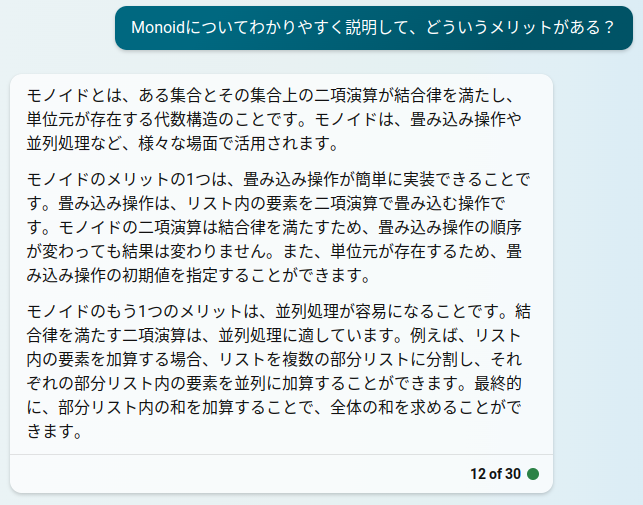 Monoidについてわかりやすく説明して、どういうメリットがある？
モノイドとは、ある集合とその集合上の二項演算が結合律を満たし、
単位元が存在する代数構造のことです。モノイドは、畳み込み操作や
並列処理など、様々な場面で活用されます。
モノイドのメリットの1つは、畳み込み操作が簡単に実装できることで
す。畳み込み操作は、リスト内の要素を二項演算で畳み込む操作で
す。モノイドの二項演算は結合律を満たすため、畳み込み操作の順序
が変わっても結果は変わりません。また、単位元が存在するため、畳
み込み操作の初期値を指定することができます。
モノイドのもう1つのメリットは、並列処理が容易になることです。結
合律を満たす二項演算は、並列処理に適しています。例えば、リスト
内の要素を加算する場合、リストを複数の部分リストに分割し、それ
ぞれの部分リスト内の要素を並列に加算することができます。最終的
に、部分リスト内の和を加算することで、全体の和を求めることがで
きます。
12 of 30